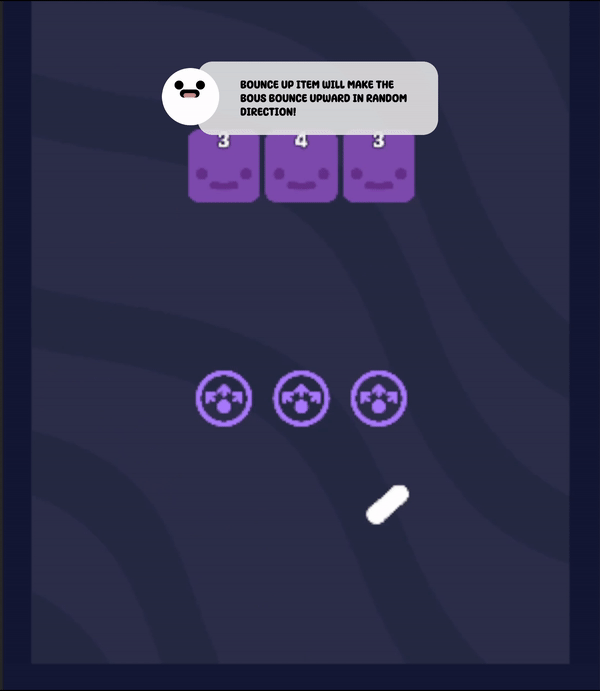 BOUNCE UP ITEM WILL MAKE THE
BOUS BOUNCE UPWARD IN RANDOM
DIRECTION!
3 4 3